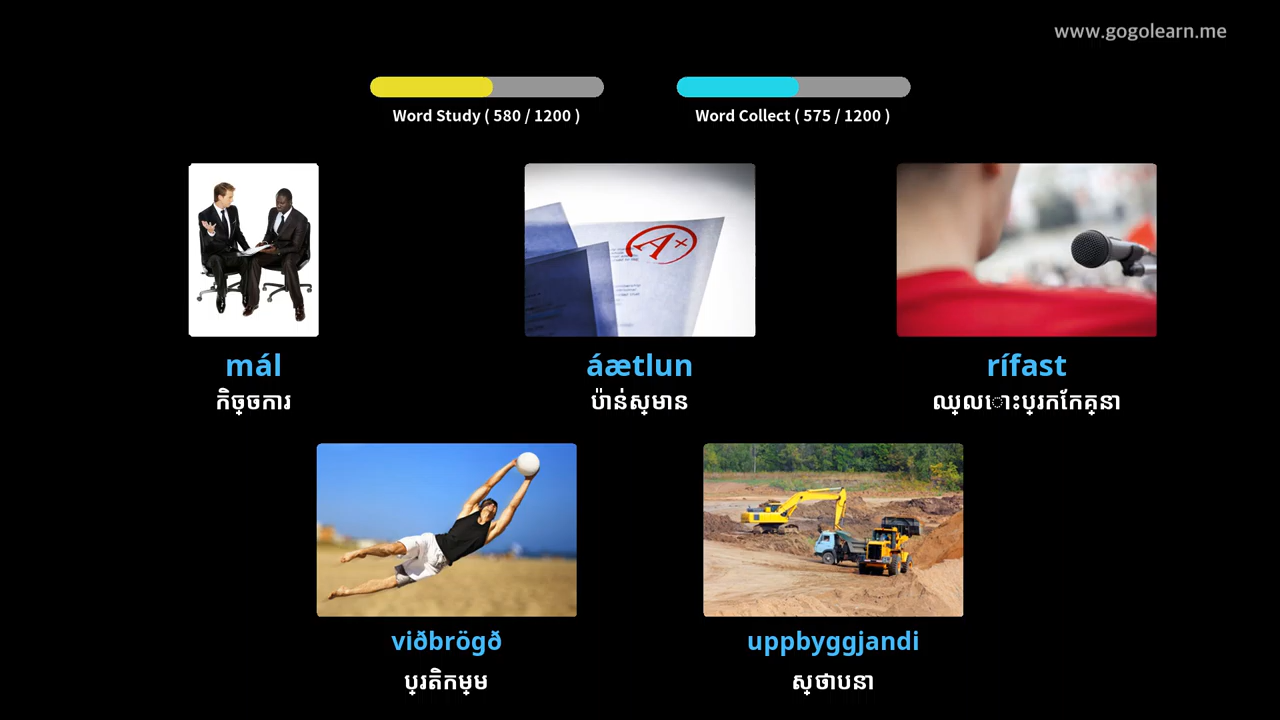 www.gogolearn.me
Word Study ( 580 / 1200 )
Word Collect ( 575 / 1200 )
A+
mál
áætlun
rífast
កិច្ចការ
ប៉ាន់ស្មាន
ឈ្លោះប្រកកែគ្នា
viðbrögð
uppbyggjandi
ប្រតិកម្ម
ស្ថាបនា